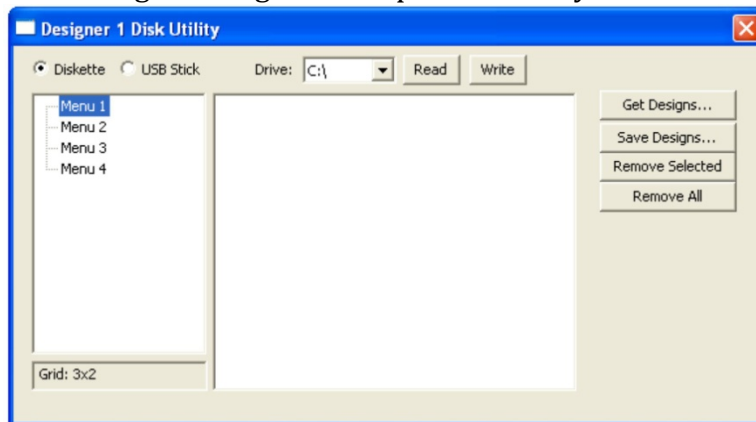 Designer 1 Disk Utility
Diskette USB Stick Drive: C:\ Read Write
Menu 1
Menu 2
Menu 3
Menu 4
Get Designs...
Save Designs...
Remove Selected
Remove All
Grid: 3x2